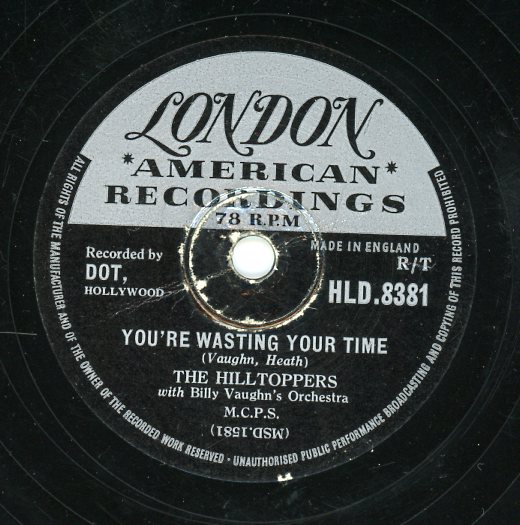 LONDON
*AMERICAN*
RECORDINGS
78 R.P.M
MADE IN ENGLAND
Recorded by
DOT,
HOLLYWOOD
R/T
HLD.8381
YOU'RE WASTING YOUR TIME
(Vaughn, Heath)
THE HILLTOPPERS
with Billy Vaughn's Orchestra
M.C.P.S.
(MSD.1581)
ALL RIGHTS OF THE MANUFACTURER AND OF THE OWNER OF THE RECORDED WORK RESERVED - UNAUTHORISED PUBLIC PERFORMANCE BROADCASTING AND COPYING OF THIS RECORD PROHIBITED